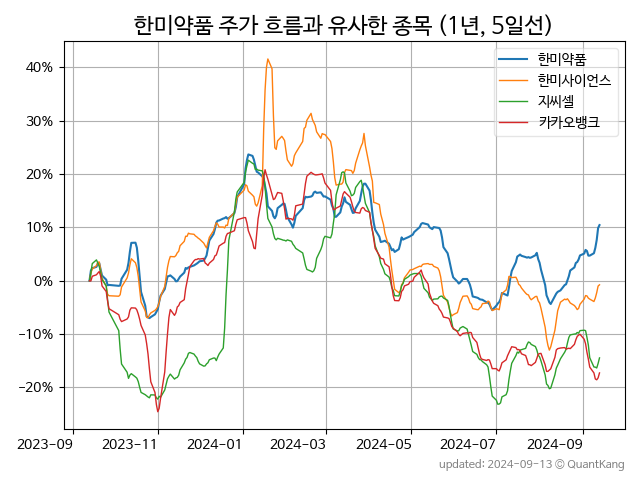 한미약품 주가 흐름과 유사한 종목 (1년, 5일선)
한미약품
한미사이언스
지씨셀
카카오뱅크
40%
30%
20%
10%
0%
−10%
−20%
2023-09
2023-11
2024-01
2024-03
2024-05
2024-07
2024-09
updated: 2024-09-13 © QuantKang